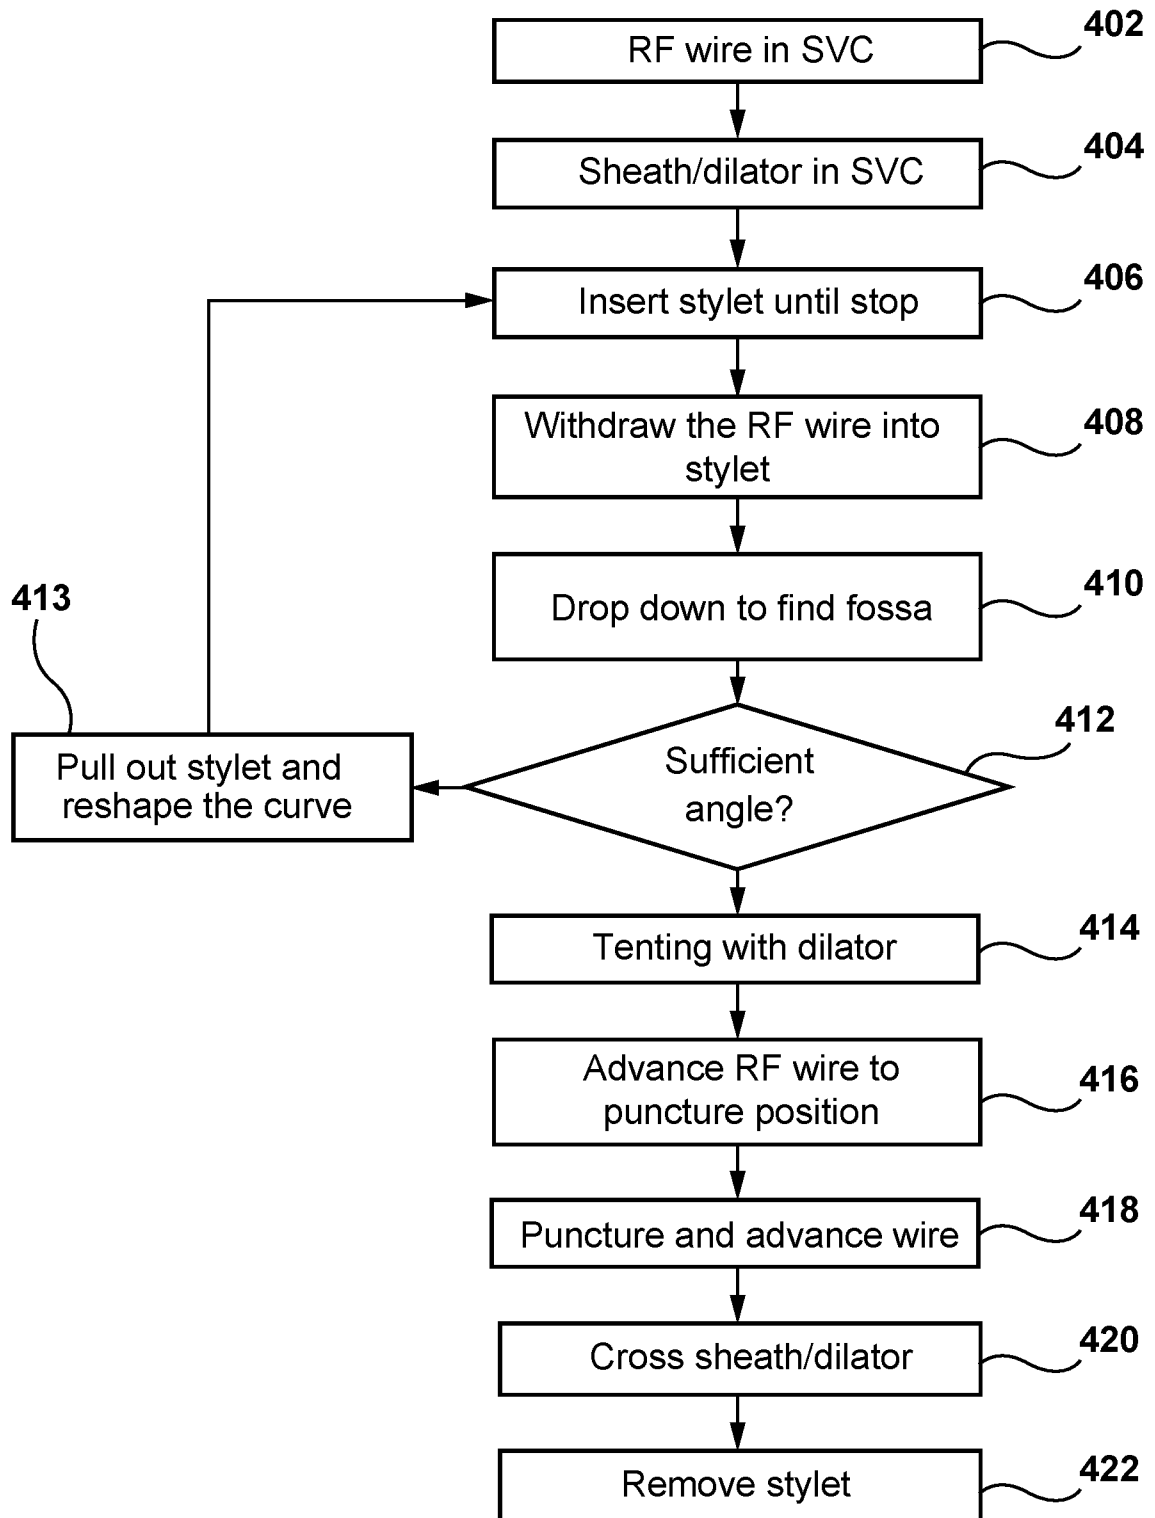 RF wire in SVC
402
Sheath/dilator in SVC
404
Insert stylet until stop
406
Withdraw the RF wire into
stylet
408
Drop down to find fossa
410
413
Pull out stylet and
reshape the curve
Sufficient
angle?
412
Tenting with dilator
414
Advance RF wire to
puncture position
416
Puncture and advance wire
418
Cross sheath/dilator
420
Remove stylet
422